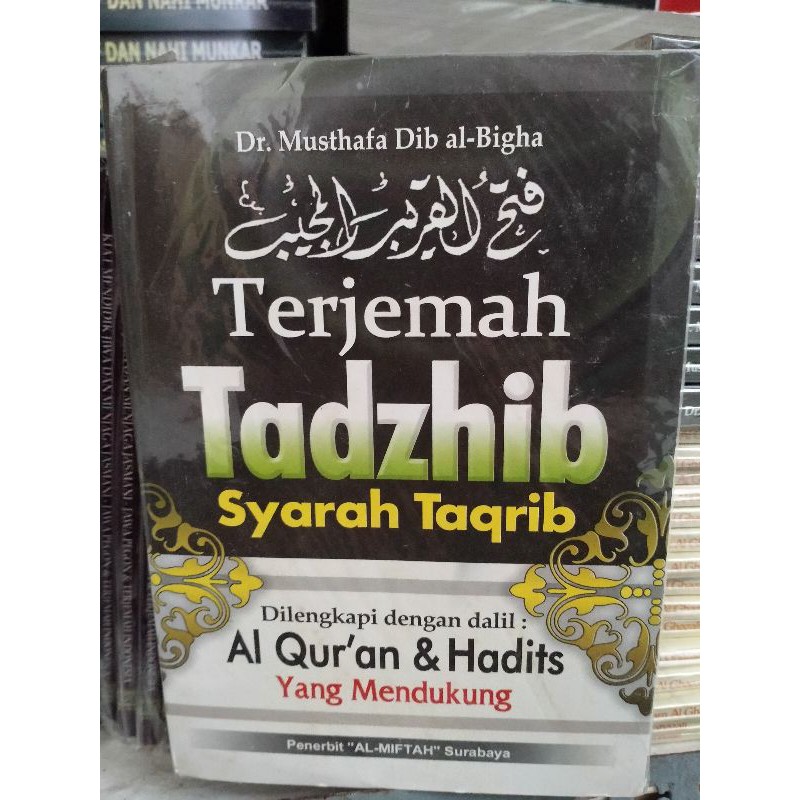 DAN NAHI MUNKAR
DAN NAHI MUNKAR
Dr. Musthafa Dib al-Bigha
فتح القريب المجيب
Terjemah
Tadzhib
Syarah Taqrib
Dilengkapi dengan dalil :
Al Qur'an & Hadits
Yang Mendukung
Penerbit "AL-MIFTAH" Surabaya